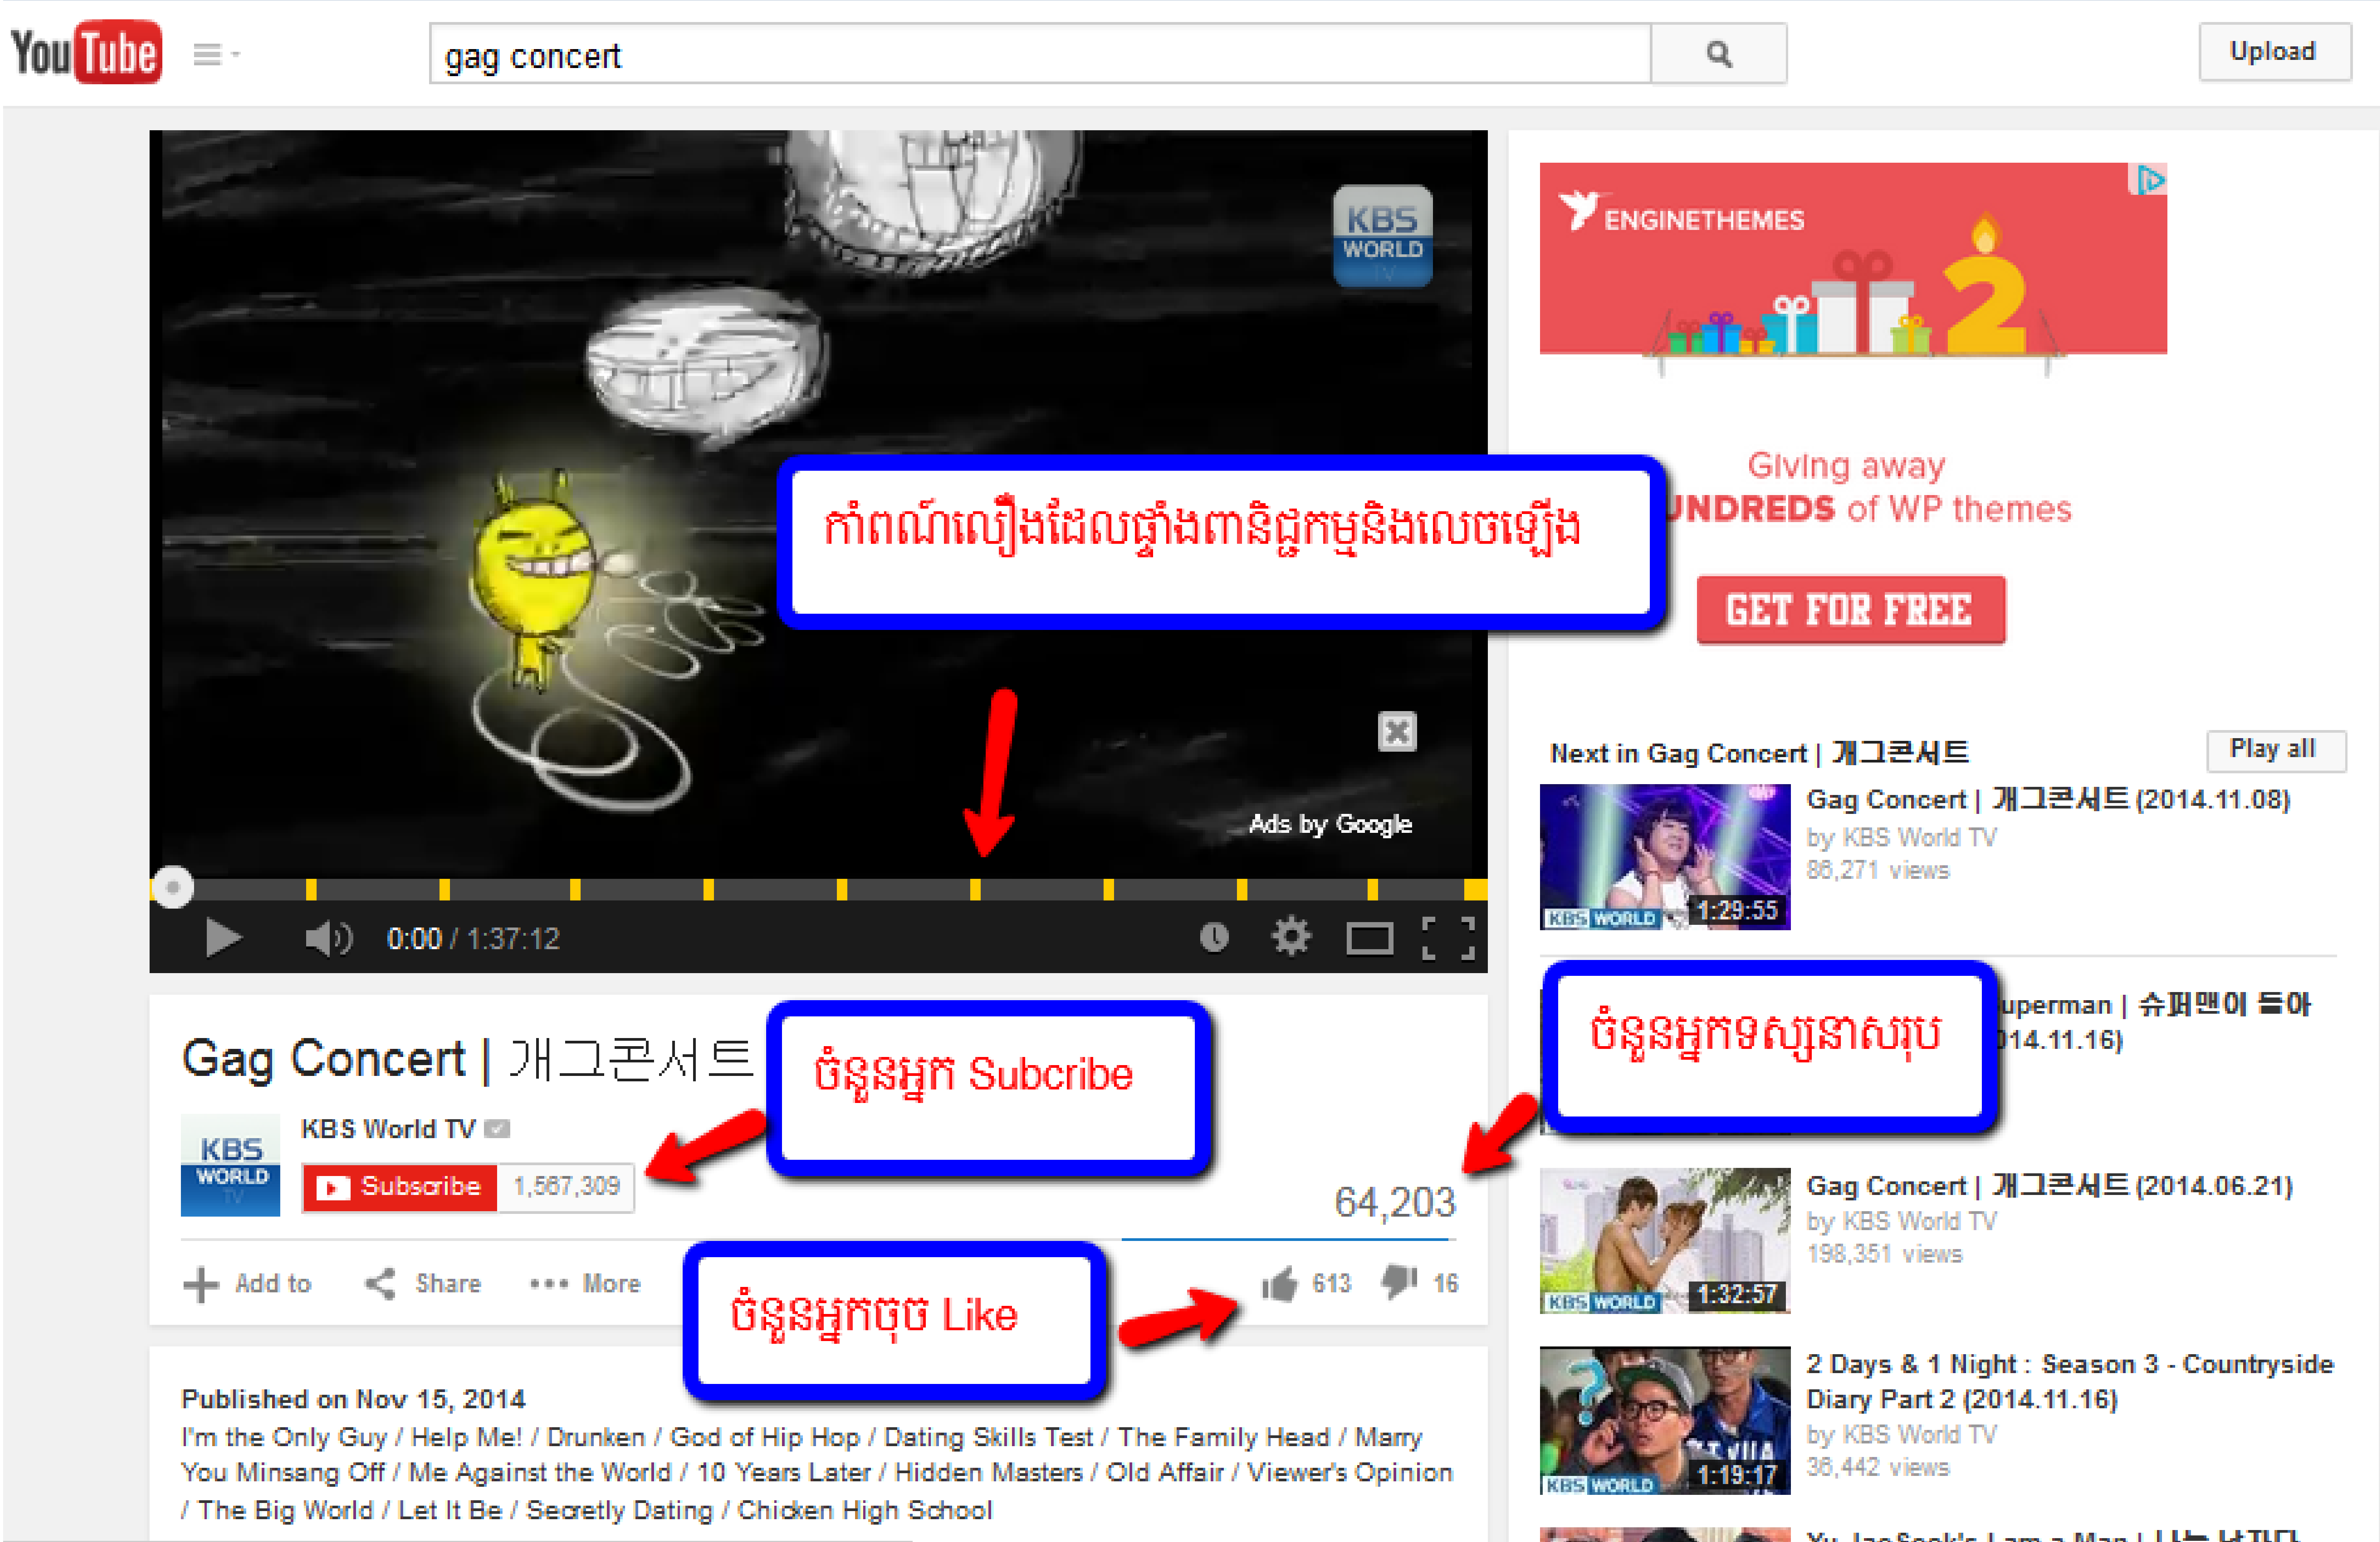 YouTube
gag concert
Upload
KBS
WORLD
TV
ENGINETHEMES
2
Giving away
UNDREDS of WP themes
GET FOR FREE
កាំពណ៍លឿងដែលផ្ទាំងពានិជ្ជកម្មនិងលេចឡើង
Ads by Google
0:00 / 1:37:12
Next in Gag Concert | 개그콘서트
Play all
Gag Concert | 개그콘서트 (2014.11.08)
by KBS World TV
86,271 views
KBS WORLD
1:29:55
uperman | 슈퍼맨이 돌아
014.11.16)
ចំនួនអ្នកទស្សនាសរុប
Gag Concert | 개그콘서트
ចំនួនអ្នក Subcribe
KBS World TV
KBS
WORLD
TV
Subscribe 1,567,309
64,203
Add to Share More
613 16
ចំនួនអ្នកចុច Like
Gag Concert | 개그콘서트 (2014.06.21)
by KBS World TV
198,351 views
KBS WORLD
1:32:57
2 Days & 1 Night : Season 3 - Countryside
Diary Part 2 (2014.11.16)
by KBS World TV
36,442 views
KBS WORLD
1:19:17
Published on Nov 15, 2014
I'm the Only Guy / Help Me! / Drunken / God of Hip Hop / Dating Skills Test / The Family Head / Marry
You Minsang Off / Me Against the World / 10 Years Later / Hidden Masters / Old Affair / Viewer's Opinion
/ The Big World / Let It Be / Secretly Dating / Chicken High School